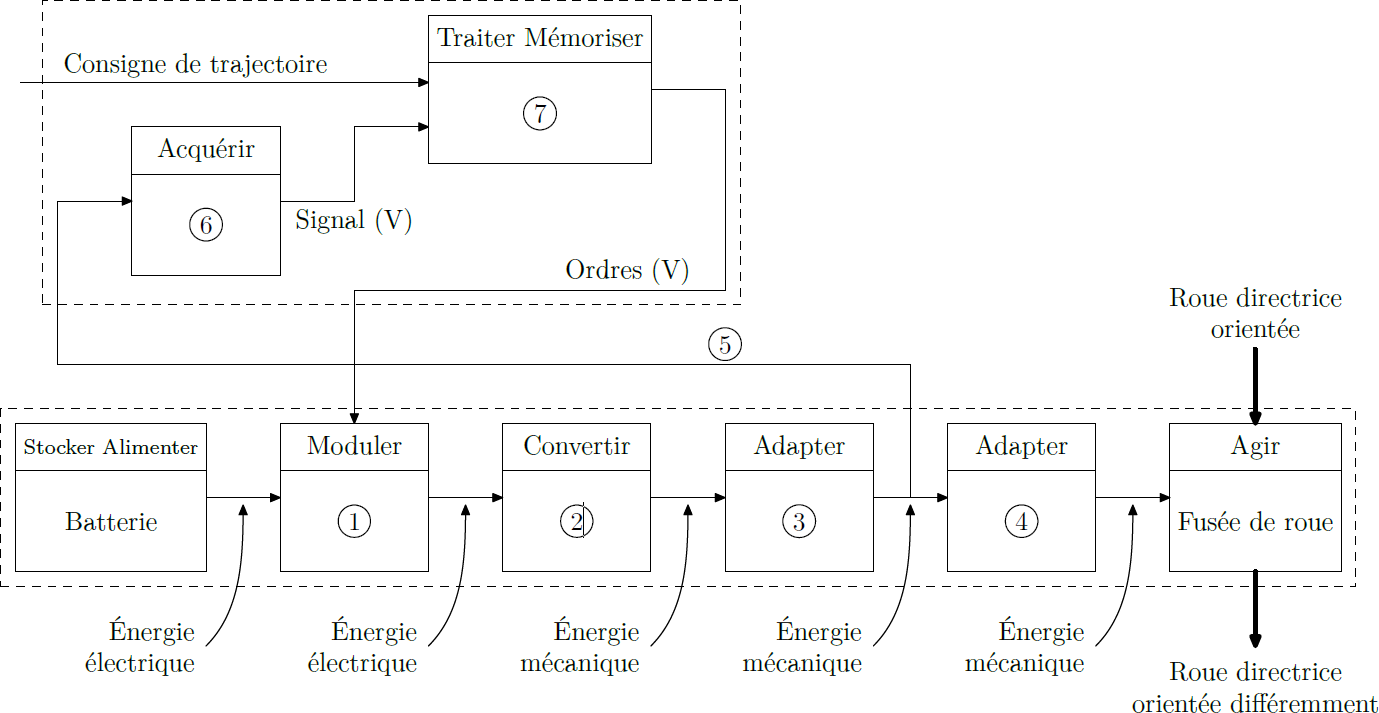 Traiter Mémoriser
Consigne de trajectoire
7
Acquérir
6
Signal (V)
Ordres (V)
Roue directrice
orientée
5
Stocker Alimenter
Batterie
Moduler
1
Convertir
2
Adapter
3
Adapter
4
Agir
Fusée de roue
Énergie
électrique
Énergie
électrique
Énergie
mécanique
Énergie
mécanique
Énergie
mécanique
Roue directrice
orientée différemment